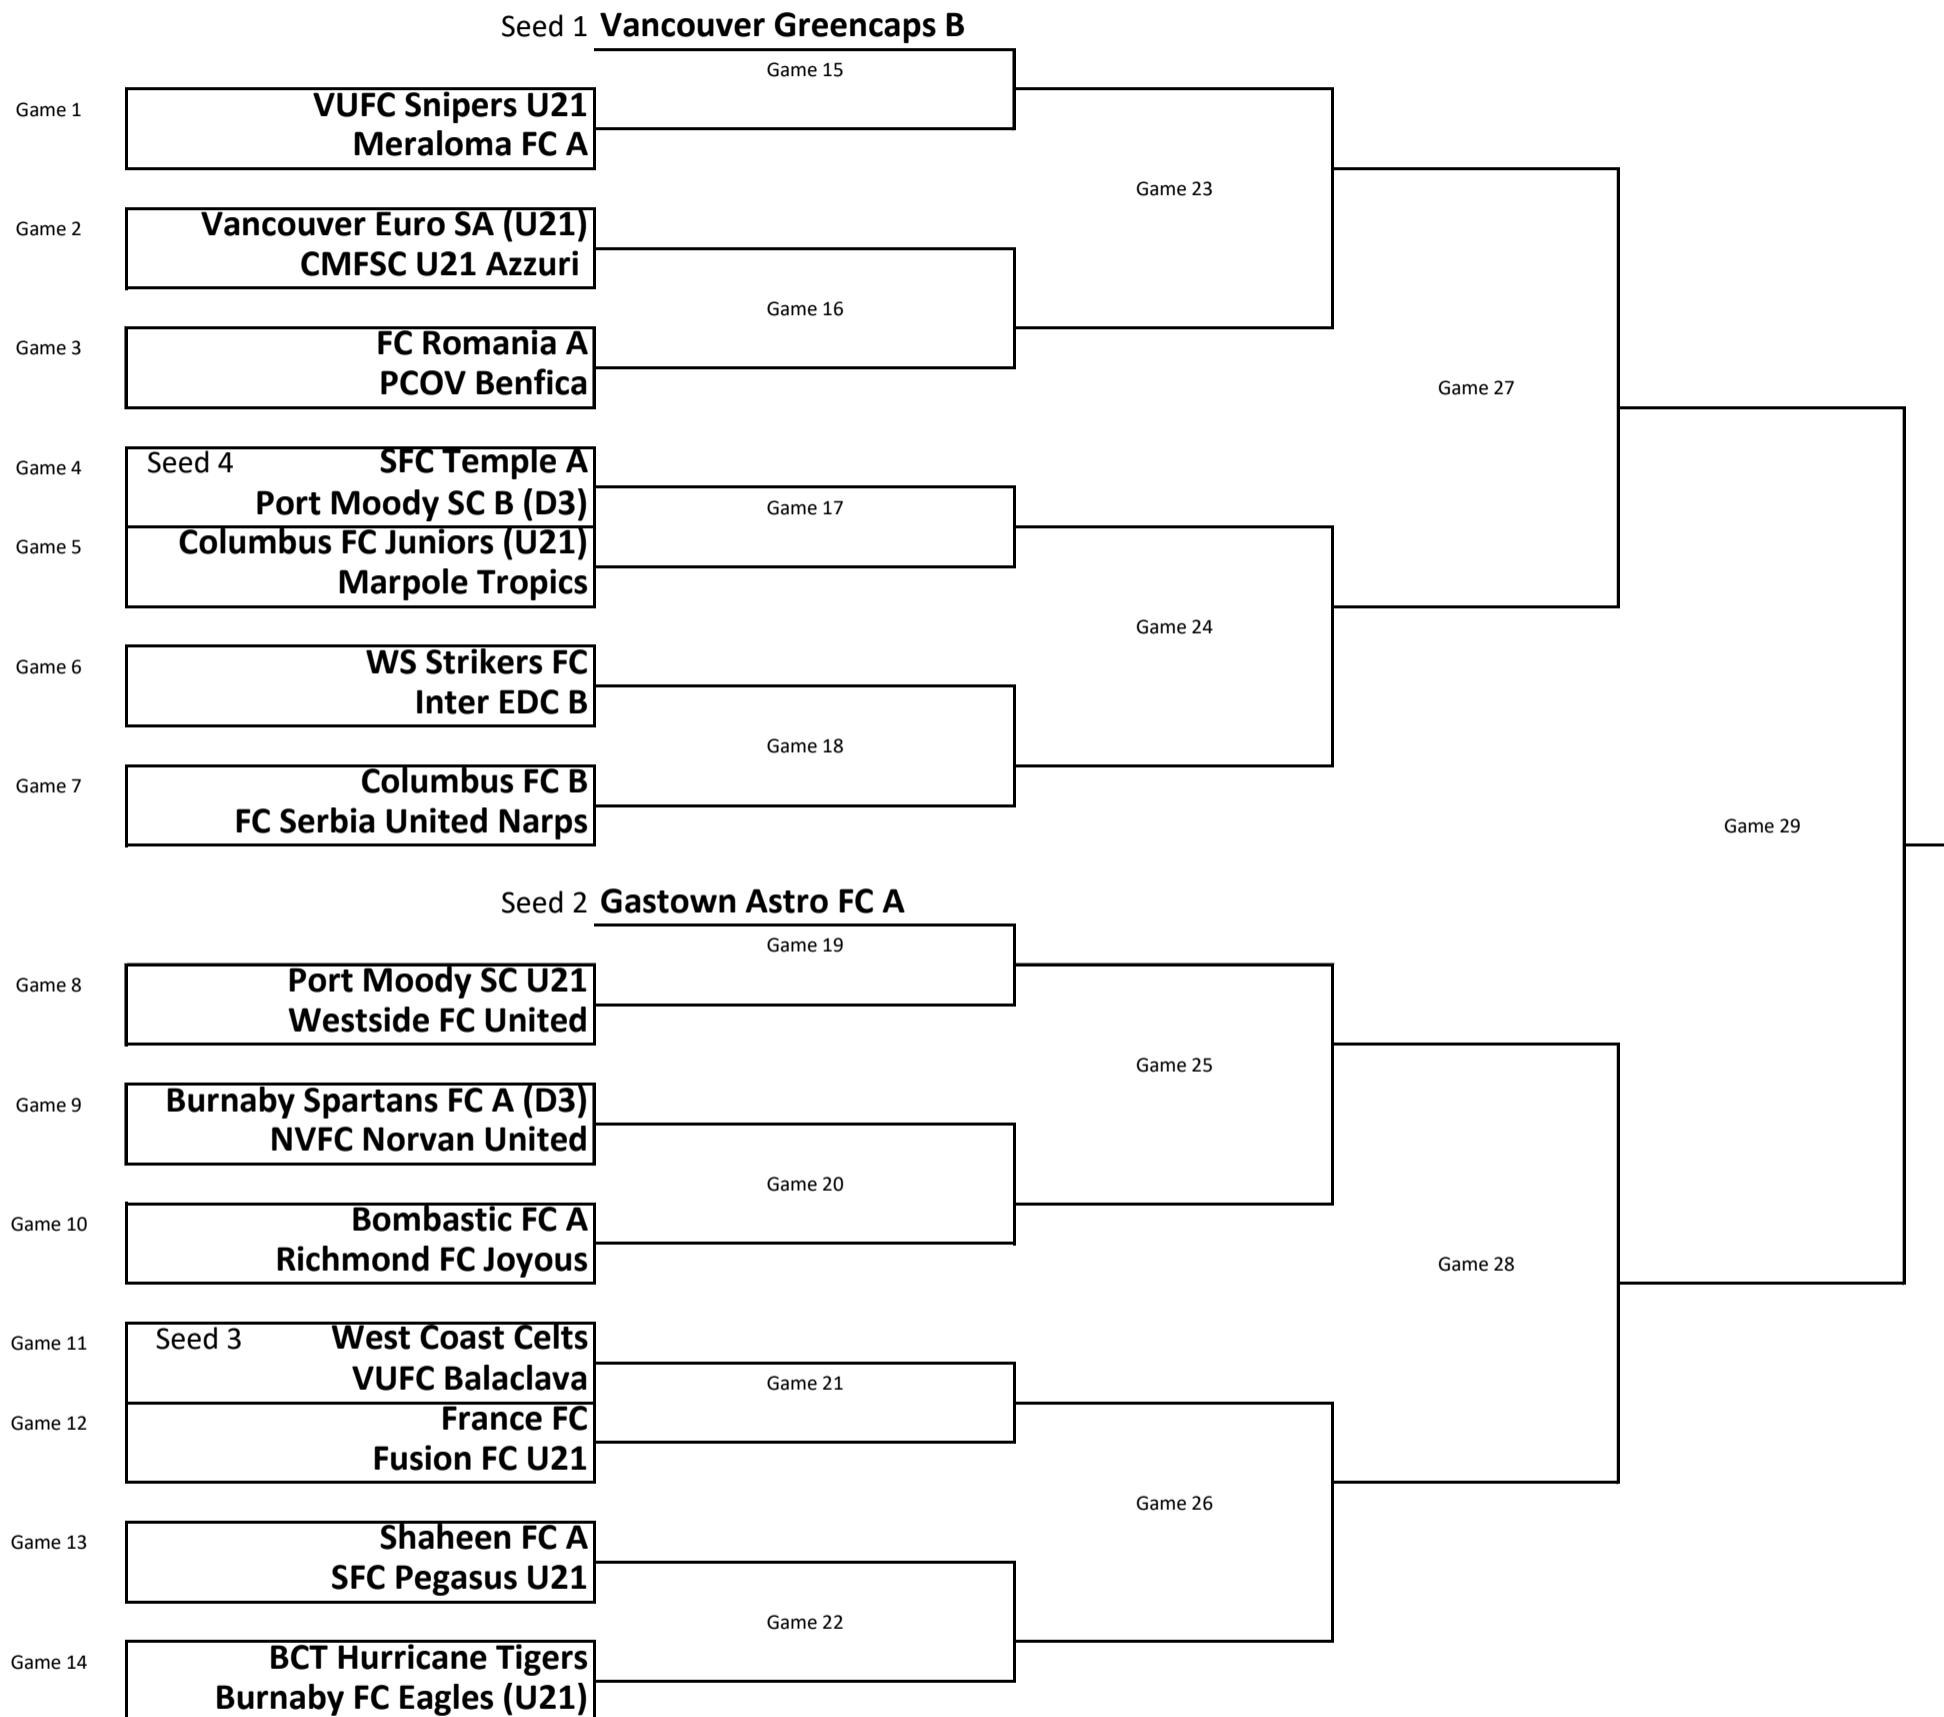 Seed 1 Vancouver Greencaps B
Game 15
Game 1 VUFC Snipers U21
Meraloma FC A
Game 23
Game 2 Vancouver Euro SA (U21)
CMFSC U21 Azzuri
Game 16
Game 3 FC Romania A
PCOV Benfica
Game 27
Game 4 Seed 4 SFC Temple A
Port Moody SC B (D3)
Game 17
Game 5 Columbus FC Juniors (U21)
Marpole Tropics
Game 24
Game 6 WS Strikers FC
Inter EDC B
Game 18
Game 7 Columbus FC B
FC Serbia United Narps
Game 29
Seed 2 Gastown Astro FC A
Game 19
Game 8 Port Moody SC U21
Westside FC United
Game 25
Game 9 Burnaby Spartans FC A (D3)
NVFC Norvan United
Game 20
Game 10 Bombastic FC A
Richmond FC Joyous
Game 28
Game 11 Seed 3 West Coast Celts
VUFC Balaclava
Game 21
Game 12 France FC
Fusion FC U21
Game 26
Game 13 Shaheen FC A
SFC Pegasus U21
Game 22
Game 14 BCT Hurricane Tigers
Burnaby FC Eagles (U21)